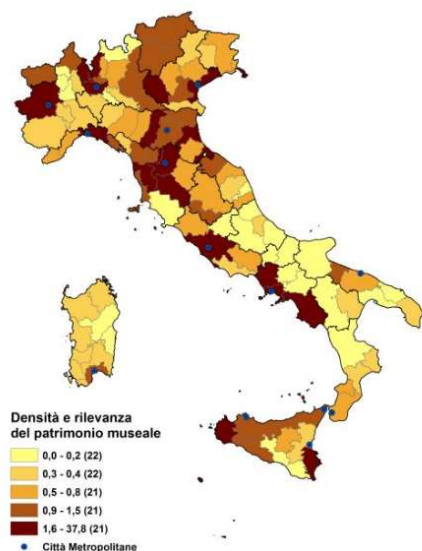 Densità e rilevanza
del patrimonio museale
0,0 - 0,2 (22)
0,3 - 0,4 (22)
0,5 - 0,8 (21)
0,9 - 1,5 (21)
1,6 - 37,8 (21)
Città Metropolitane